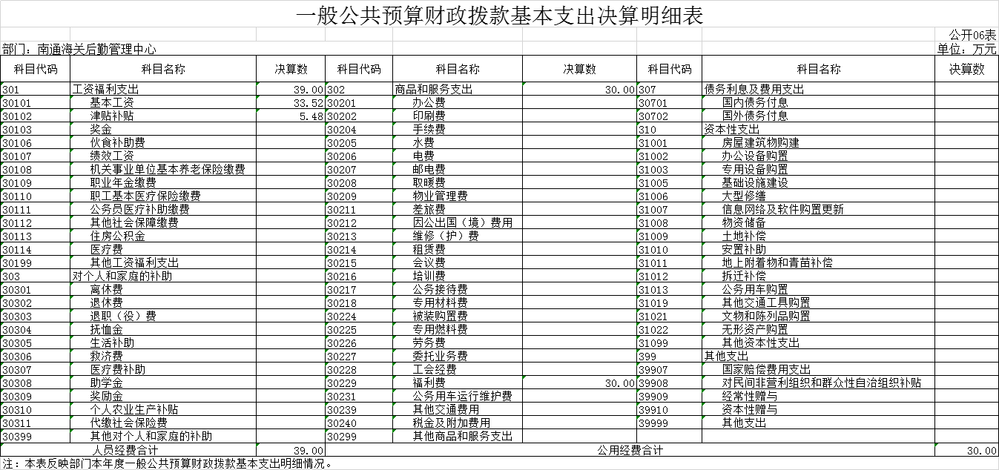 一般公共预算财政拨款基本支出决算明细表
公开06表
部门：南通海关后勤管理中心 单位：万元
科目代码 科目名称 决算数 科目代码 科目名称 决算数 科目代码 科目名称 决算数
301 工资福利支出 39.00 302 商品和服务支出 30.00 307 债务利息及费用支出
30101 基本工资 33.52 30201 办公费 30701 国内债务付息
30102 津贴补贴 5.48 30202 印刷费 30702 国外债务付息
30103 奖金 30204 手续费 310 资本性支出
30106 伙食补助费 30205 水费 31001 房屋建筑物购建
30107 绩效工资 30206 电费 31002 办公设备购置
30108 机关事业单位基本养老保险缴费 30207 邮电费 31003 专用设备购置
30109 职业年金缴费 30208 取暖费 31005 基础设施建设
30110 职工基本医疗保险缴费 30209 物业管理费 31006 大型修缮
30111 公务员医疗补助缴费 30211 差旅费 31007 信息网络及软件购置更新
30112 其他社会保障缴费 30212 因公出国（境）费用 31008 物资储备
30113 住房公积金 30213 维修（护）费 31009 土地补偿
30114 医疗费 30214 租赁费 31010 安置补助
30199 其他工资福利支出 30215 会议费 31011 地上附着物和青苗补偿
303 对个人和家庭的补助 30216 培训费 31012 拆迁补偿
30301 离休费 30217 公务接待费 31013 公务用车购置
30302 退休费 30218 专用材料费 31019 其他交通工具购置
30303 退职（役）费 30224 被装购置费 31021 文物和陈列品购置
30304 抚恤金 30225 专用燃料费 31022 无形资产购置
30305 生活补助 30226 劳务费 31099 其他资本性支出
30306 救济费 30227 委托业务费 399 其他支出
30307 医疗费补助 30228 工会经费 39907 国家赔偿费用支出
30308 助学金 30229 福利费 30.00 39908 对民间非营利组织和群众性自治组织补贴
30309 奖励金 30231 公务用车运行维护费 39909 经常性赠与
30310 个人农业生产补贴 30239 其他交通费用 39910 资本性赠与
30311 代缴社会保险费 30240 税金及附加费用 39999 其他支出
30399 其他对个人和家庭的补助 30299 其他商品和服务支出
人员经费合计 39.00 公用经费合计 30.00
注：本表反映部门本年度一般公共预算财政拨款基本支出明细情况。